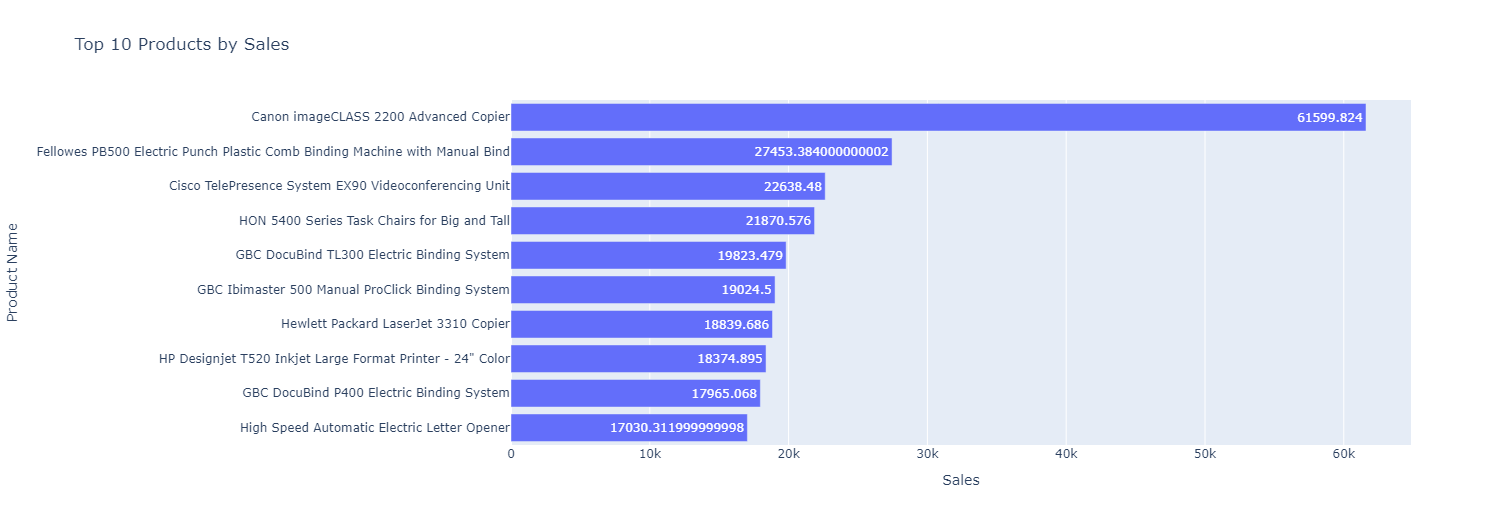 Top 10 Products by Sales
Product Name
Canon imageCLASS 2200 Advanced Copier 61599.824
Fellowes PB500 Electric Punch Plastic Comb Binding Machine with Manual Bind 27453.384000000002
Cisco TelePresence System EX90 Videoconferencing Unit 22638.48
HON 5400 Series Task Chairs for Big and Tall 21870.576
GBC DocuBind TL300 Electric Binding System 19823.479
GBC Ibimaster 500 Manual ProClick Binding System 19024.5
Hewlett Packard LaserJet 3310 Copier 18839.686
HP Designjet T520 Inkjet Large Format Printer - 24" Color 18374.895
GBC DocuBind P400 Electric Binding System 17965.068
High Speed Automatic Electric Letter Opener 17030.311999999998
0 10k 20k 30k 40k 50k 60k
Sales